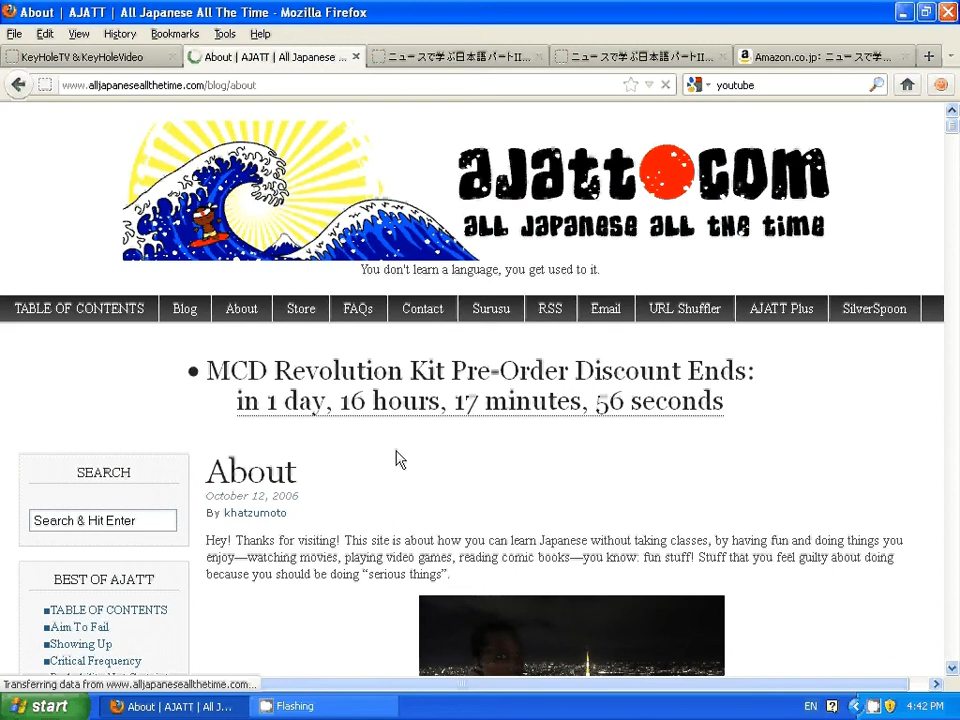 About | AJATT | All Japanese All The Time - Mozilla Firefox
File Edit View History Bookmarks Tools Help
KeyHoleTV & KeyHoleVideo About | AJATT | All Japanese ... ニュースで学ぶ日本語パートII... ニュースで学ぶ日本語パートII... Amazon.co.jp: ニュースで学...
www.alljapaneseallthetime.com/blog/about youtube
ajatt.com
all Japanese all the time
You don't learn a language, you get used to it.
TABLE OF CONTENTS Blog About Store FAQs Contact Surusu RSS Email URL Shuffler AJATT Plus SilverSpoon
• MCD Revolution Kit Pre-Order Discount Ends:
in 1 day, 16 hours, 17 minutes, 56 seconds
About
October 12, 2006
By khatzumoto
Hey! Thanks for visiting! This site is about how you can learn Japanese without taking classes, by having fun and doing things you
enjoy—watching movies, playing video games, reading comic books—you know: fun stuff! Stuff that you feel guilty about doing
because you should be doing “serious things”.
SEARCH
Search & Hit Enter
BEST OF AJATT
TABLE OF CONTENTS
Aim To Fail
Showing Up
Critical Frequency
Transferring data from www.alljapaneseallthetime.com...
start About | AJATT | All J... Flashing EN 4:42 PM